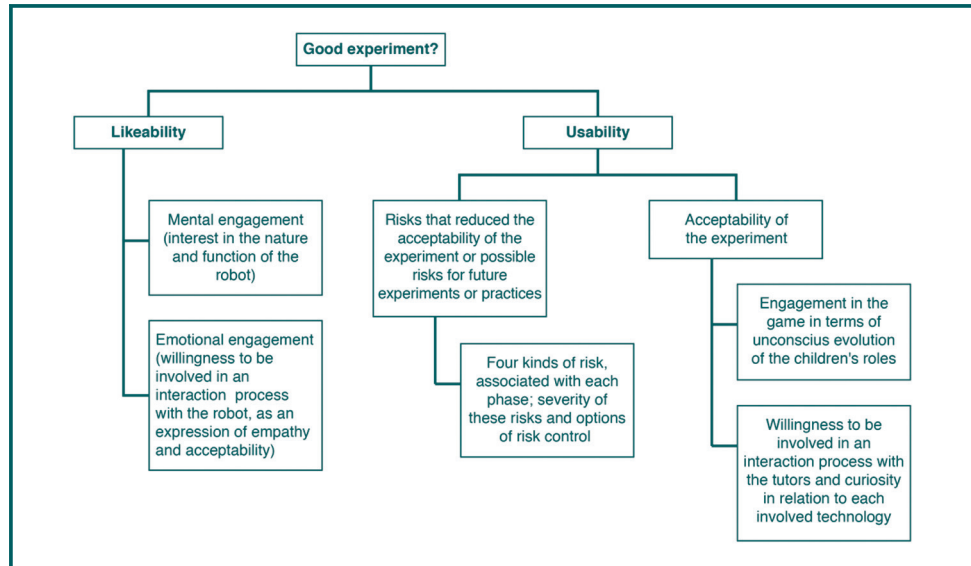 Good experiment?
Likeability
Usability
Mental engagement
(interest in the nature
and function of the
robot)
Emotional engagement
(willingness to be
involved in an
interaction process
with the robot, as an
expression of empathy
and acceptability)
Risks that reduced the
acceptability of the
experiment or possible
risks for future
experiments or practices
Four kinds of risk,
associated with each
phase; severity of
these risks and options
of risk control
Acceptability of
the experiment
Engagement in the
game in terms of
unconscius evolution
of the children's roles
Willingness to be
involved in an
interaction process with
the tutors and curiosity
in relation to each
involved technology